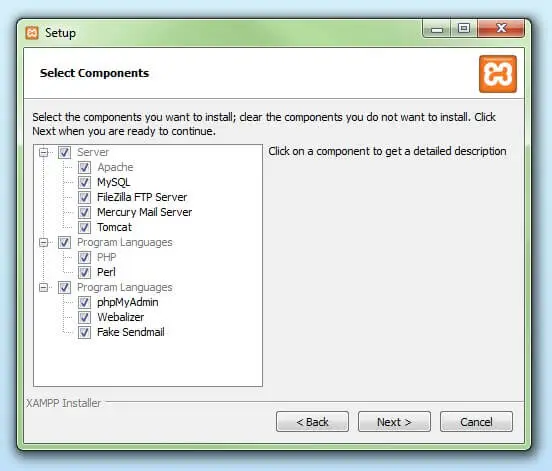 Setup
Select Components
Select the components you want to install; clear the components you do not want to install. Click
Next when you are ready to continue.
Server
Apache
MySQL
FileZilla FTP Server
Mercury Mail Server
Tomcat
Program Languages
PHP
Perl
Program Languages
phpMyAdmin
Webalizer
Fake Sendmail
Click on a component to get a detailed description
XAMPP Installer
< Back
Next >
Cancel